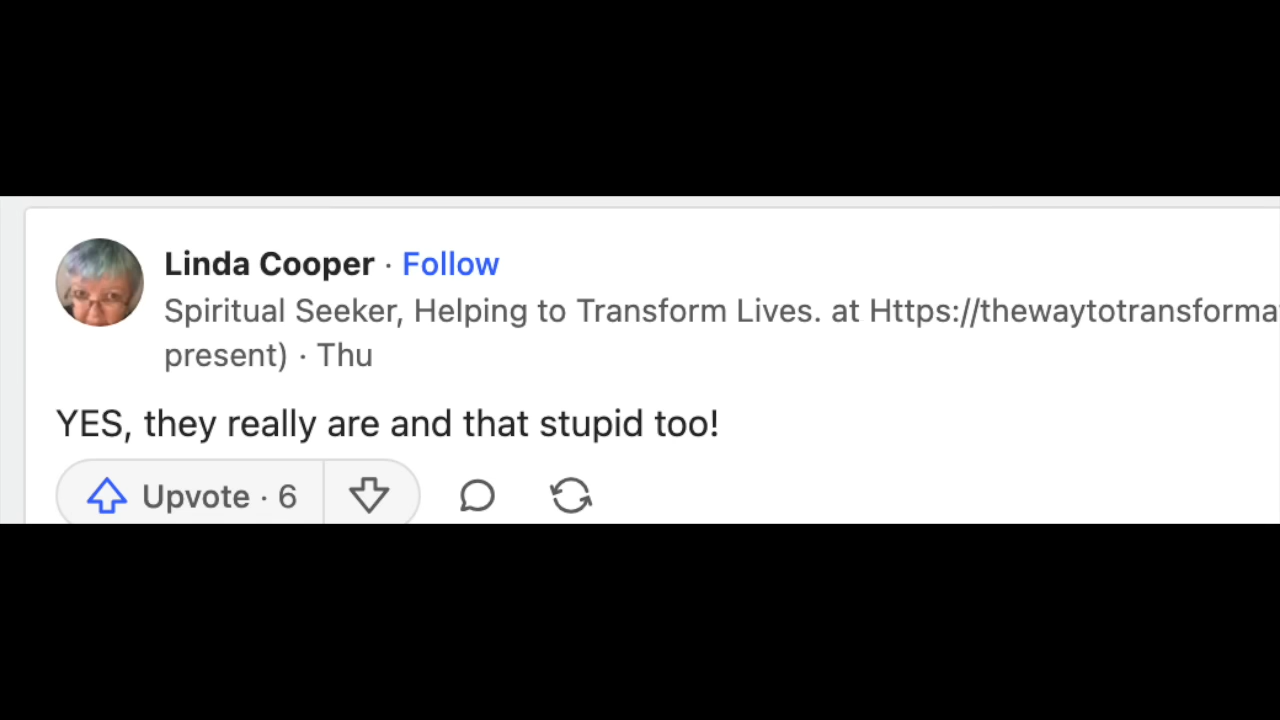 Linda Cooper · Follow
Spiritual Seeker, Helping to Transform Lives. at Https://thewaytotransforma
present) · Thu
YES, they really are and that stupid too!
Upvote · 6